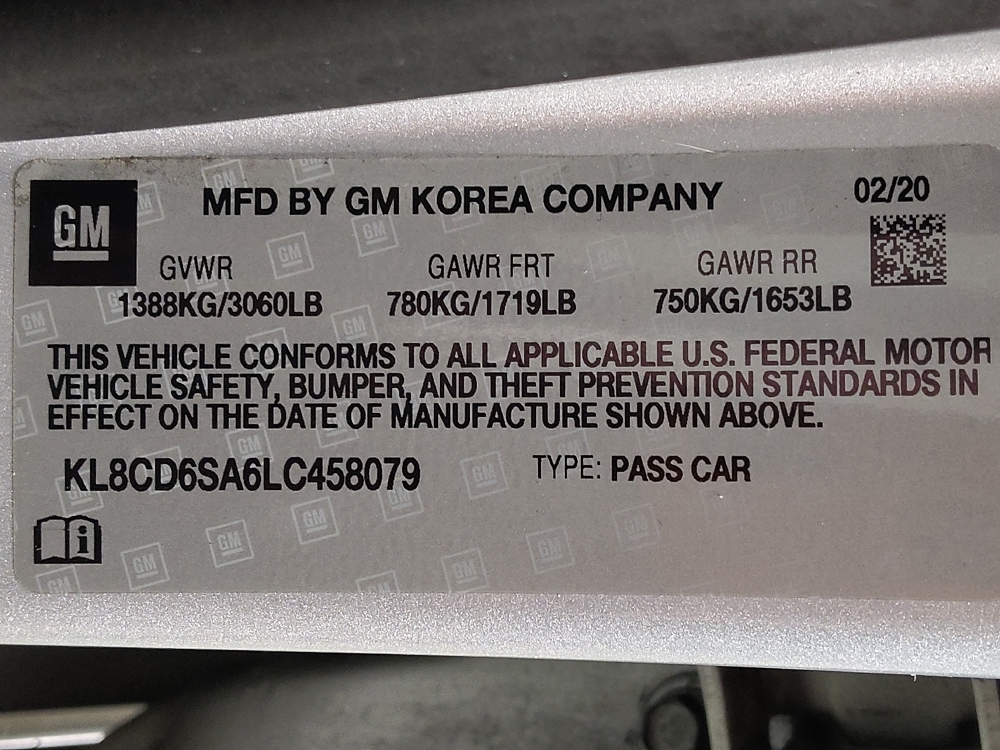 GM
MFD BY GM KOREA COMPANY 02/20
GVWR GAWR FRT GAWR RR
1388KG/3060LB 780KG/1719LB 750KG/1653LB
THIS VEHICLE CONFORMS TO ALL APPLICABLE U.S. FEDERAL MOTOR
VEHICLE SAFETY, BUMPER, AND THEFT PREVENTION STANDARDS IN
EFFECT ON THE DATE OF MANUFACTURE SHOWN ABOVE.
KL8CD6SA6LC458079 TYPE: PASS CAR